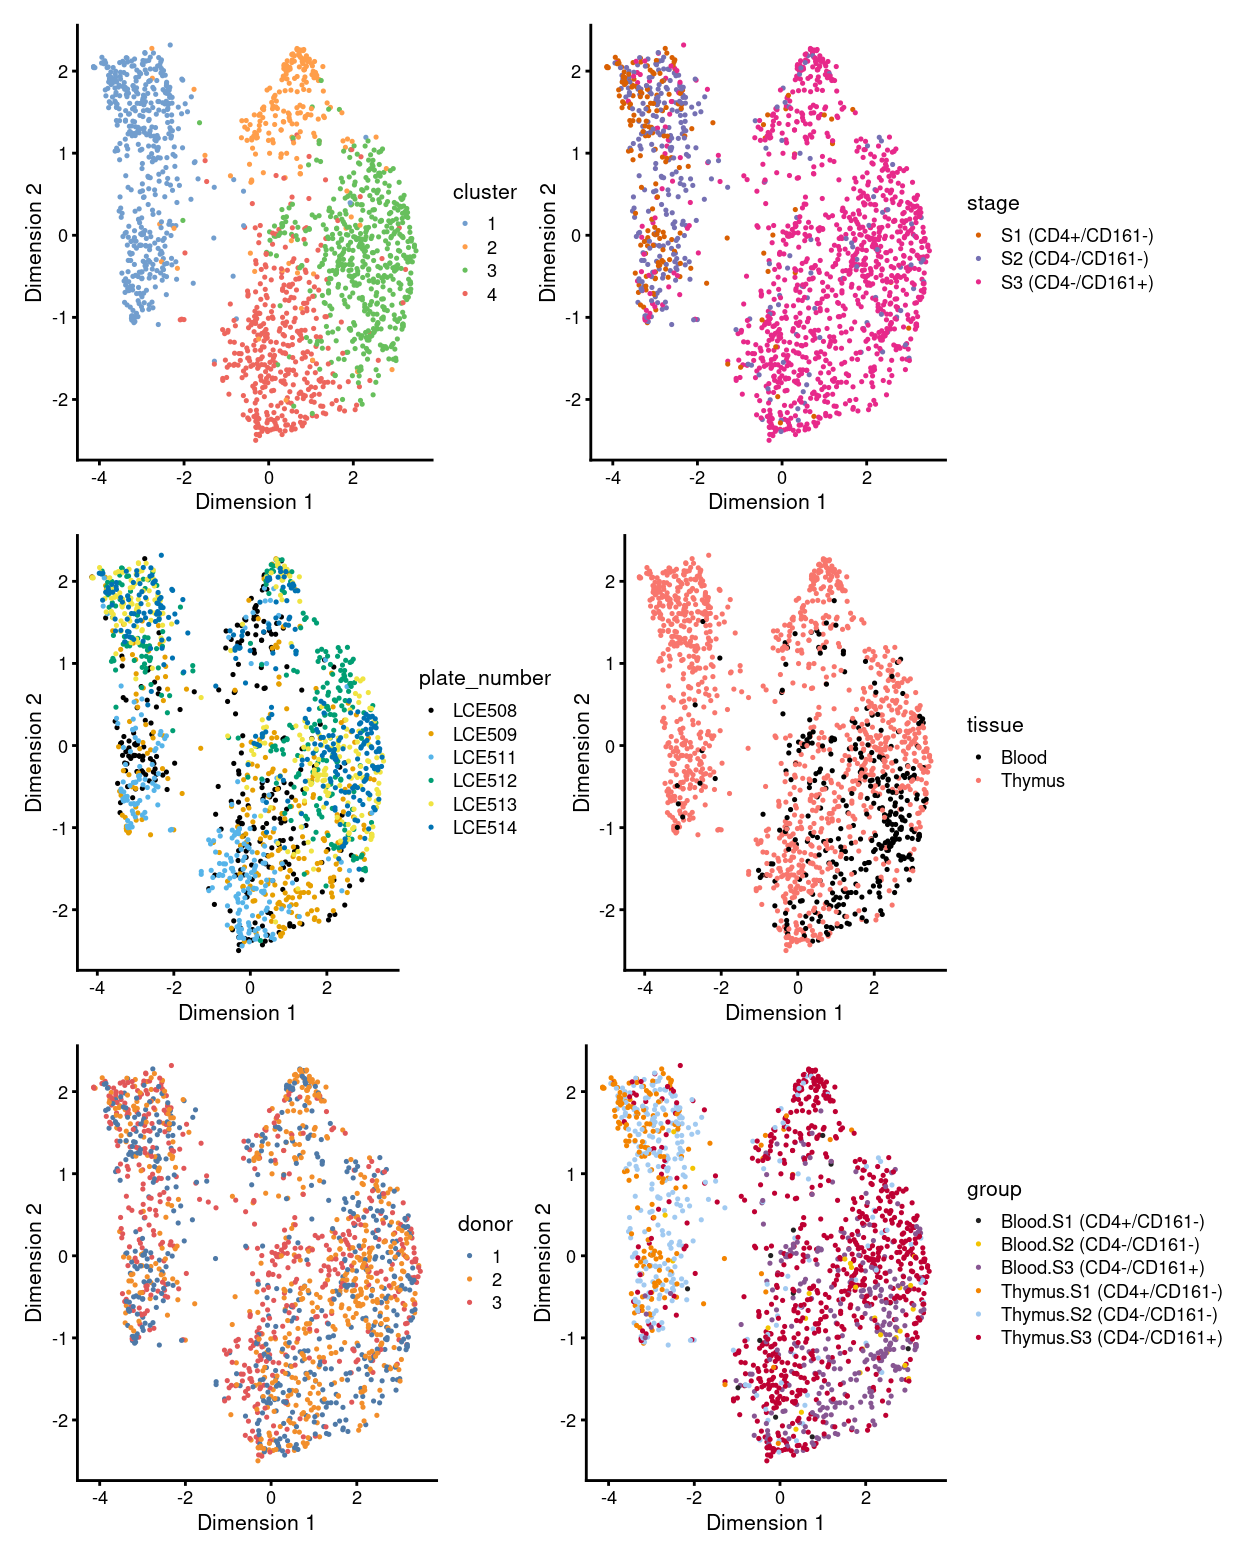 2
1
0
-1
-2
-4
-2
0
2
Dimension 1
Dimension 2
cluster
1
2
3
4
2
1
0
-1
-2
-4
-2
0
2
Dimension 1
Dimension 2
stage
S1 (CD4+/CD161-)
S2 (CD4-/CD161-)
S3 (CD4-/CD161+)
2
1
0
-1
-2
-4
-2
0
2
Dimension 1
Dimension 2
plate_number
LCE508
LCE509
LCE511
LCE512
LCE513
LCE514
2
1
0
-1
-2
-4
-2
0
2
Dimension 1
Dimension 2
tissue
Blood
Thymus
2
1
0
-1
-2
-4
-2
0
2
Dimension 1
Dimension 2
donor
1
2
3
2
1
0
-1
-2
-4
-2
0
2
Dimension 1
Dimension 2
group
Blood.S1 (CD4+/CD161-)
Blood.S2 (CD4-/CD161-)
Blood.S3 (CD4-/CD161+)
Thymus.S1 (CD4+/CD161-)
Thymus.S2 (CD4-/CD161-)
Thymus.S3 (CD4-/CD161+)